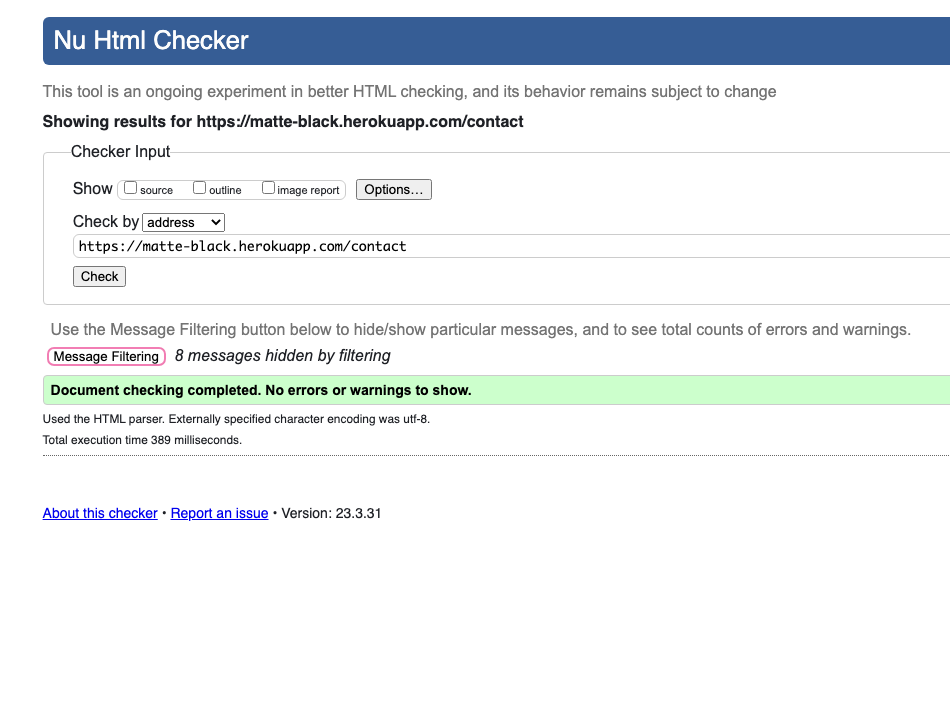 Nu Html Checker
This tool is an ongoing experiment in better HTML checking, and its behavior remains subject to change
Showing results for https://matte-black.herokuapp.com/contact
Checker Input
Show source outline image report Options...
Check by address
https://matte-black.herokuapp.com/contact
Check
Use the Message Filtering button below to hide/show particular messages, and to see total counts of errors and warnings.
Message Filtering 8 messages hidden by filtering
Document checking completed. No errors or warnings to show.
Used the HTML parser. Externally specified character encoding was utf-8.
Total execution time 389 milliseconds.
About this checker • Report an issue • Version: 23.3.31